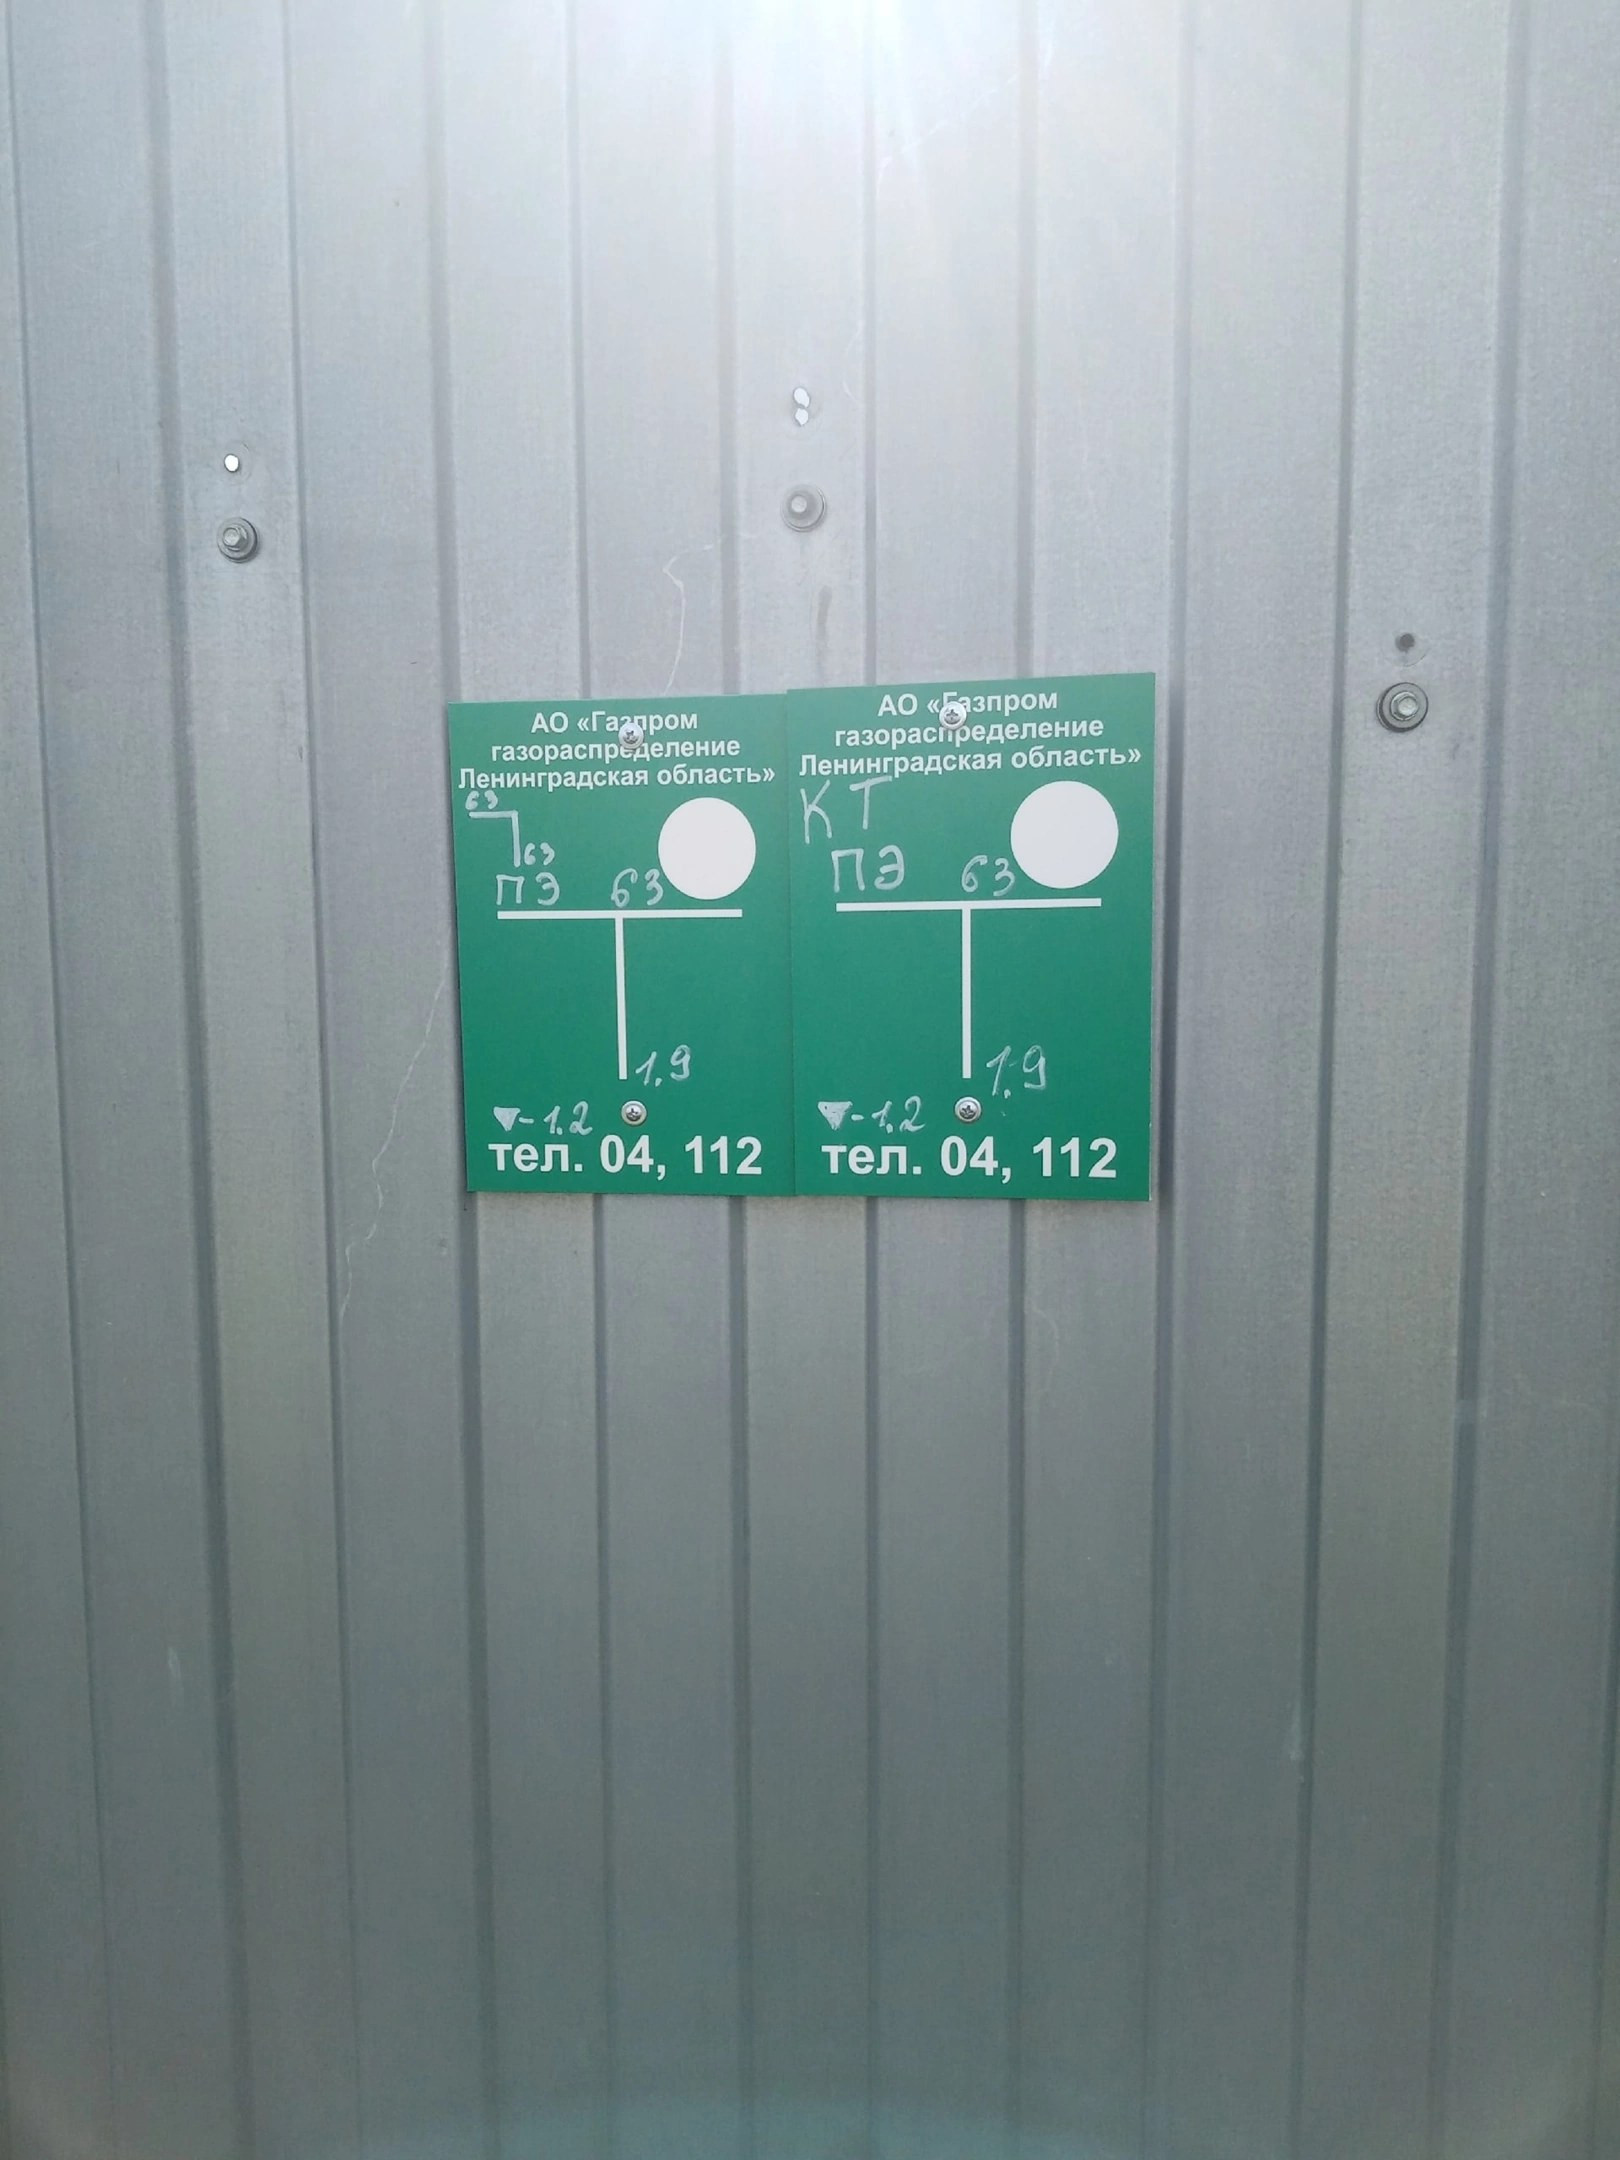 АО «Газпром
газораспределение
Ленинградская область»
63
63
ПЭ 63
1.9
-1.2
тел. 04, 112
АО «Газпром
газораспределение
Ленинградская область»
КТ
ПЭ 63
1.9
-1.2
тел. 04, 112